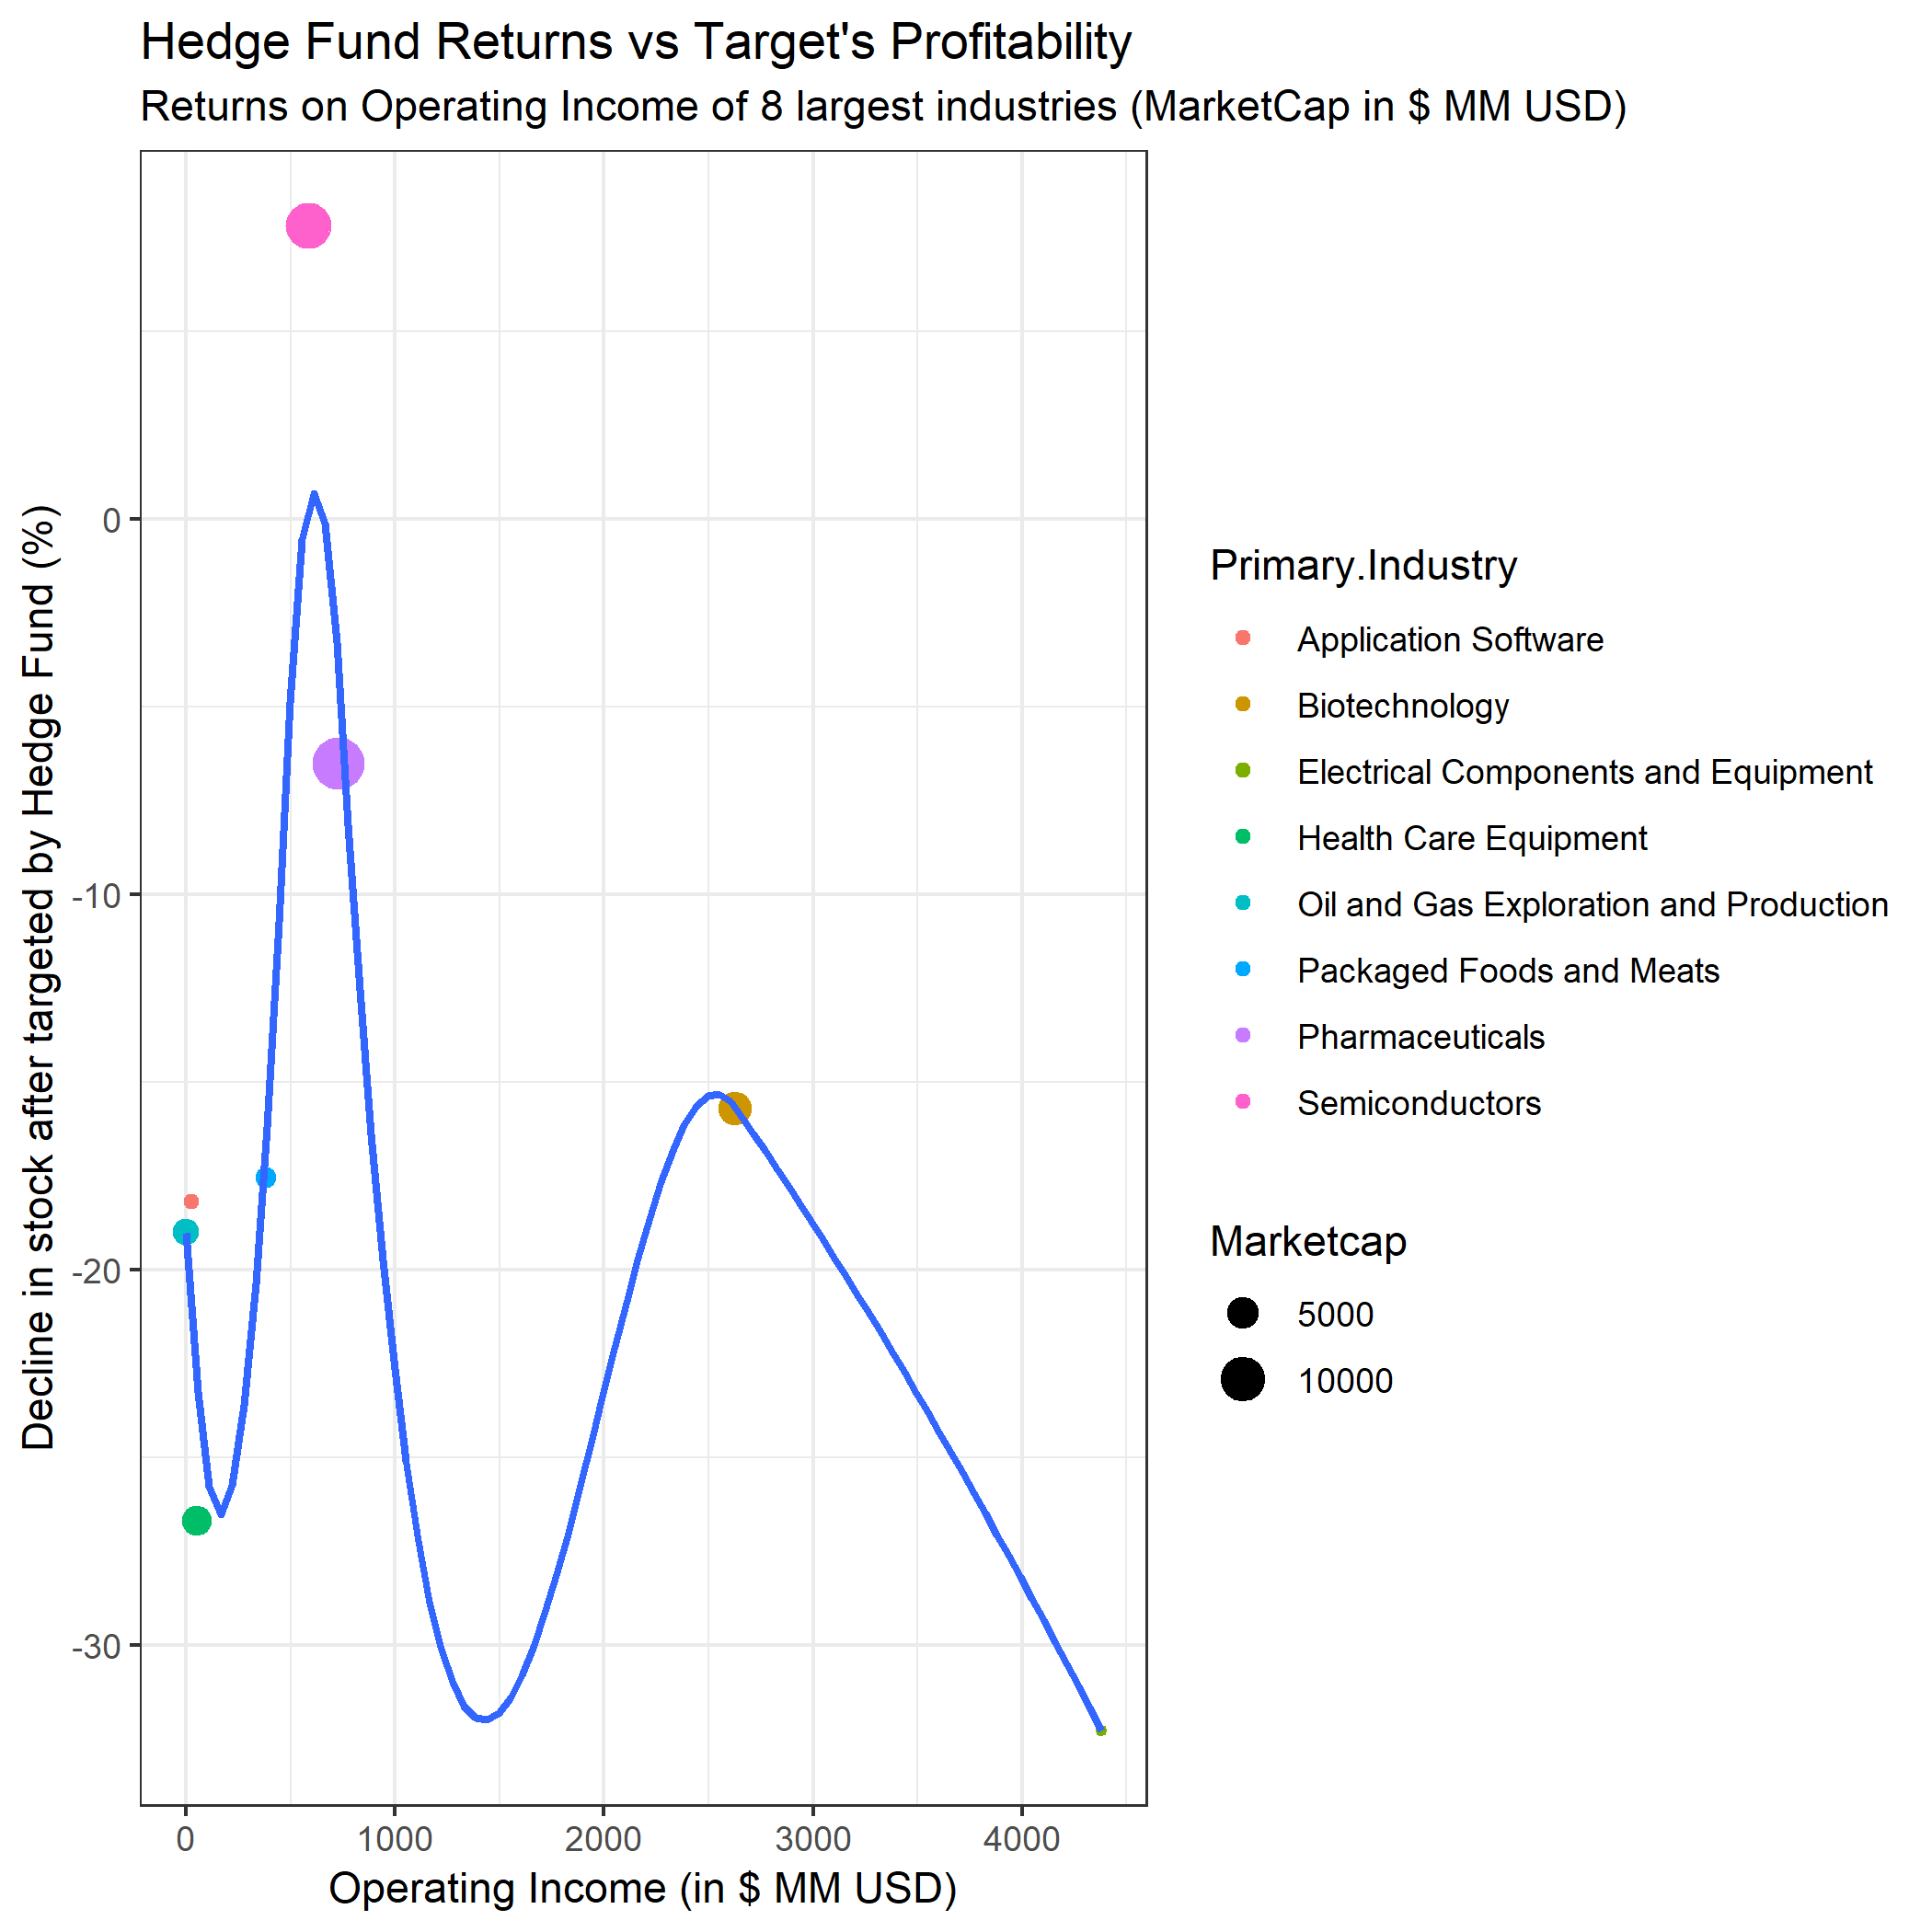 Hedge Fund Returns vs Target's Profitability
Returns on Operating Income of 8 largest industries (MarketCap in $ MM USD)
Decline in stock after targeted by Hedge Fund (%)
0
-10
-20
-30
0
1000
2000
3000
4000
Operating Income (in $ MM USD)
Primary.Industry
Application Software
Biotechnology
Electrical Components and Equipment
Health Care Equipment
Oil and Gas Exploration and Production
Packaged Foods and Meats
Pharmaceuticals
Semiconductors
Marketcap
5000
10000